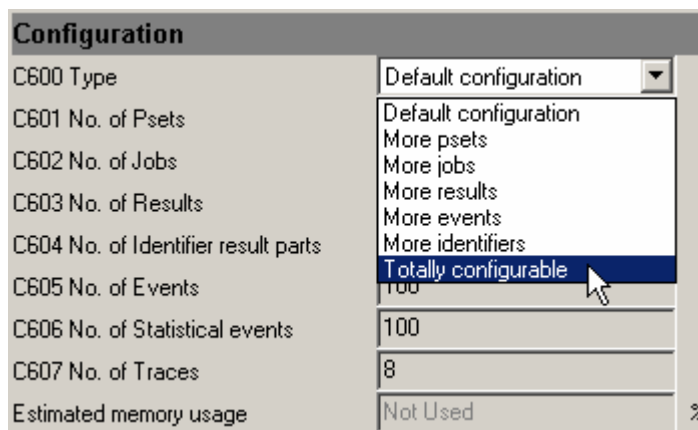 Configuration
C600 Type Default configuration
C601 No. of Psets Default configuration
More psets
C602 No. of Jobs More jobs
C603 No. of Results More results
More events
C604 No. of Identifier result parts More identifiers
Totally configurable
C605 No. of Events 100
C606 No. of Statistical events 100
C607 No. of Traces 8
Estimated memory usage Not Used %